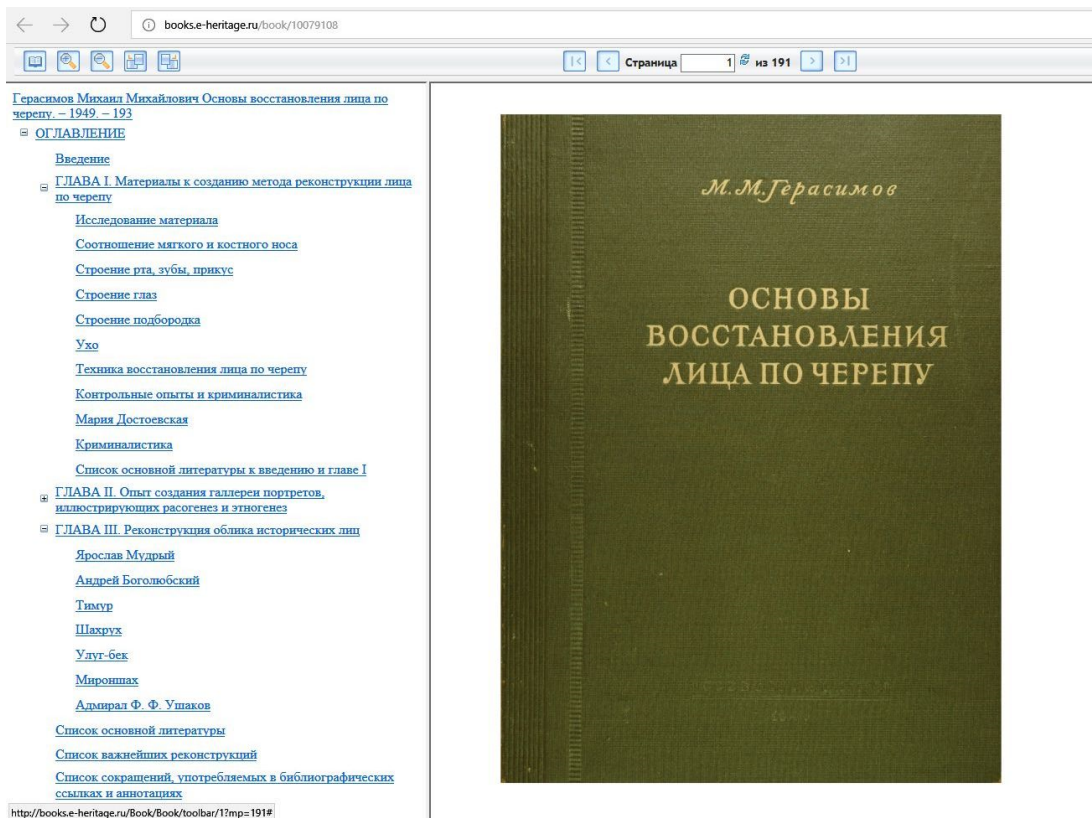 books.e-heritage.ru/book/10079108
Страница 1 из 191
Герасимов Михаил Михайлович Основы восстановления лица по
черепу. – 1949. – 193
ОГЛАВЛЕНИЕ
Введение
ГЛАВА I. Материалы к созданию метода реконструкции лица
по черепу
Исследование материала
Соотношение мягкого и костного носа
Строение рта, зубы, прикус
Строение глаз
Строение подбородка
Ухо
Техника восстановления лица по черепу
Контрольные опыты и криминалистика
Мария Достоевская
Криминалистика
Список основной литературы к введению и главе I
ГЛАВА II. Опыт создания галлереи портретов,
иллюстрирующих расогенез и этногенез
ГЛАВА III. Реконструкция облика исторических лиц
Ярослав Мудрый
Андрей Боголюбский
Тимур
Шахрух
Улуг-бек
Мироншах
Адмирал Ф. Ф. Ушаков
Список основной литературы
Список важнейших реконструкций
Список сокращений, употребляемых в библиографических
ссылках и аннотациях
http://books.e-heritage.ru/Book/Book/toolbar/1?mp=191#
М.М.Герасимов
ОСНОВЫ
ВОССТАНОВЛЕНИЯ
ЛИЦА ПО ЧЕРЕПУ